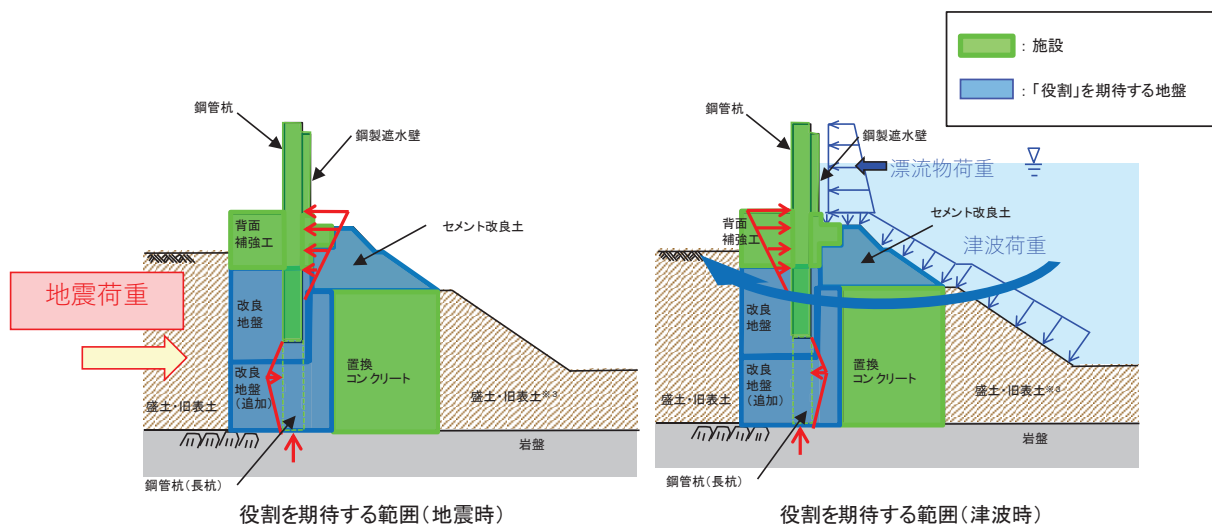 ：施設
：「役割」を期待する地盤
鋼管杭
鋼製遮水壁
背面
補強工
セメント改良土
地震荷重
改良
地盤
改良
地盤
（追加）
置換
コンクリート
盛土・旧表土
盛土・旧表土※3
岩盤
鋼管杭（長杭）
役割を期待する範囲（地震時）
鋼管杭
鋼製遮水壁
漂流物荷重
背面
補強工
セメント改良土
津波荷重
改良
地盤
改良
地盤
（追加）
置換
コンクリート
盛土・旧表土
盛土・旧表土※3
岩盤
鋼管杭（長杭）
役割を期待する範囲（津波時）